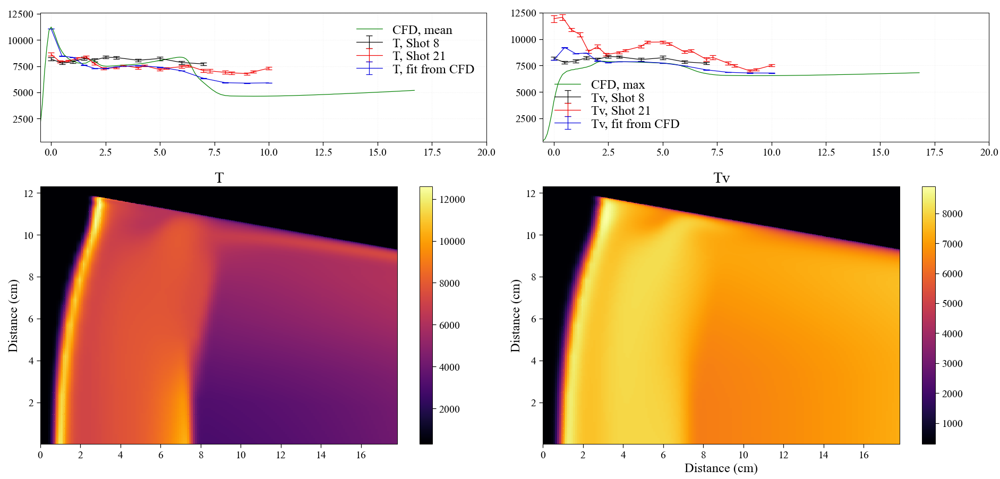 12500
10000
7500
5000
2500
0.0 2.5 5.0 7.5 10.0 12.5 15.0 17.5 20.0
CFD, mean
T, Shot 8
T, Shot 21
T, fit from CFD
12500
10000
7500
5000
2500
0.0 2.5 5.0 7.5 10.0 12.5 15.0 17.5 20.0
CFD, max
Tv, Shot 8
Tv, Shot 21
Tv, fit from CFD
T
Distance (cm)
12
10
8
6
4
2
0 2 4 6 8 10 12 14 16
12000
10000
8000
6000
4000
2000
Tv
Distance (cm)
12
10
8
6
4
2
0 2 4 6 8 10 12 14 16
Distance (cm)
8000
7000
6000
5000
4000
3000
2000
1000